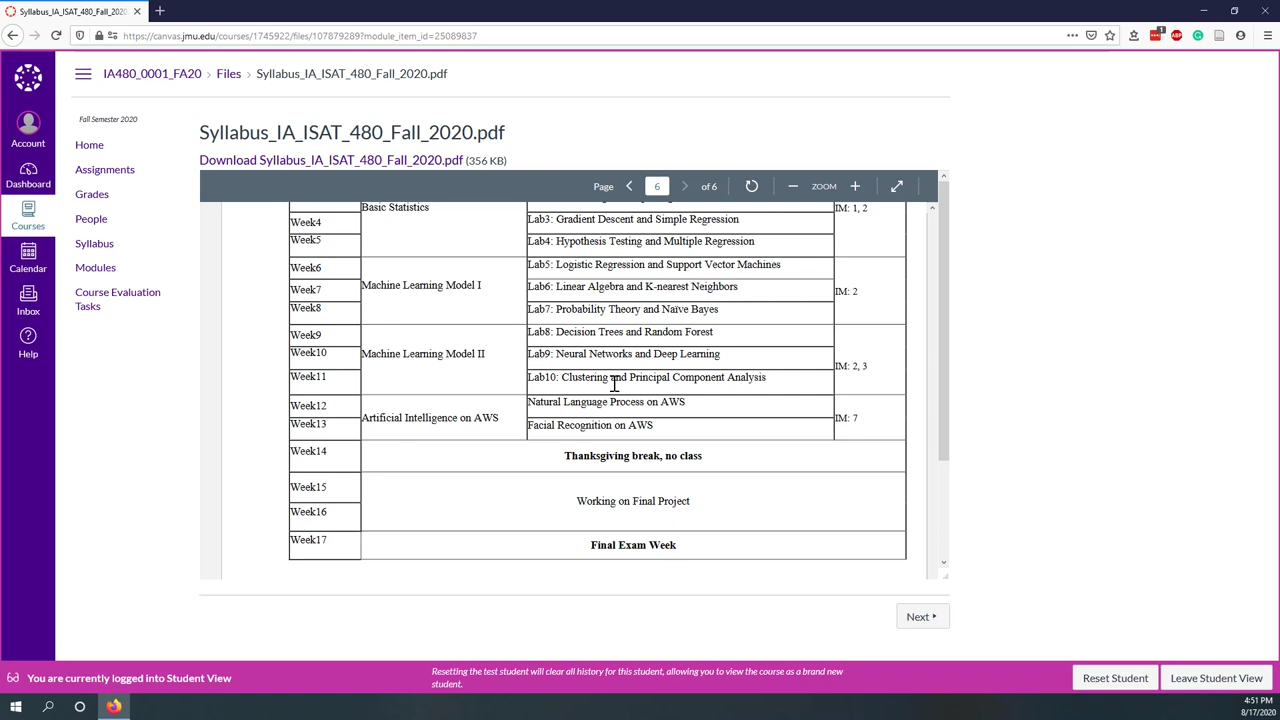 Syllabus_IA_ISAT_480_Fall_2020.
https://canvas.jmu.edu/courses/1745922/files/107879289?module_item_id=25089837
IA480_0001_FA20 › Files › Syllabus_IA_ISAT_480_Fall_2020.pdf
Account
Dashboard
Courses
Calendar
Inbox
Help
Fall Semester 2020
Home
Assignments
Grades
People
Syllabus
Modules
Course Evaluation
Tasks
Syllabus_IA_ISAT_480_Fall_2020.pdf
Download Syllabus_IA_ISAT_480_Fall_2020.pdf (356 KB)
Page 6 of 6 ZOOM
Basic Statistics IM: 1, 2
Week4 Lab3: Gradient Descent and Simple Regression
Week5 Lab4: Hypothesis Testing and Multiple Regression
Week6 Lab5: Logistic Regression and Support Vector Machines
Week7 Machine Learning Model I Lab6: Linear Algebra and K-nearest Neighbors IM: 2
Week8 Lab7: Probability Theory and Naïve Bayes
Week9 Lab8: Decision Trees and Random Forest
Week10 Machine Learning Model II Lab9: Neural Networks and Deep Learning IM: 2, 3
Week11 Lab10: Clustering and Principal Component Analysis
Week12 Artificial Intelligence on AWS Natural Language Process on AWS IM: 7
Week13 Facial Recognition on AWS
Week14 Thanksgiving break, no class
Week15 Working on Final Project
Week16
Week17 Final Exam Week
Next
You are currently logged into Student View
Resetting the test student will clear all history for this student, allowing you to view the course as a brand new
student.
Reset Student
Leave Student View
4:51 PM
8/17/2020